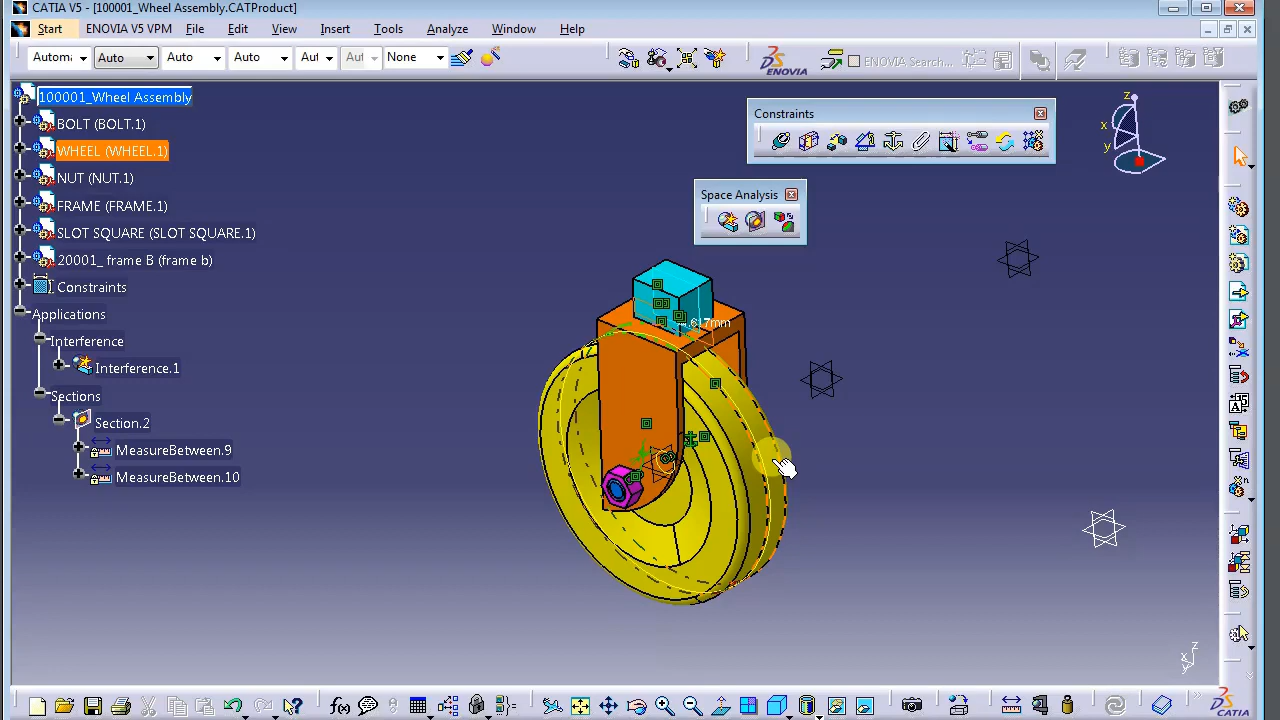 CATIA V5 - [100001_Wheel Assembly.CATProduct]
Start ENOVIA V5 VPM File Edit View Insert Tools Analyze Window Help
Auto Auto Auto None ENOVIA ENOVIA Search...
100001_Wheel Assembly
BOLT (BOLT.1)
WHEEL (WHEEL.1)
NUT (NUT.1)
FRAME (FRAME.1)
SLOT SQUARE (SLOT SQUARE.1)
20001_ frame B (frame b)
Constraints
Applications
Interference
Interference.1
Sections
Section.2
MeasureBetween.9
MeasureBetween.10
Constraints
Space Analysis
.617mm
z
x
y
z
x
y
f(x)
CATIA